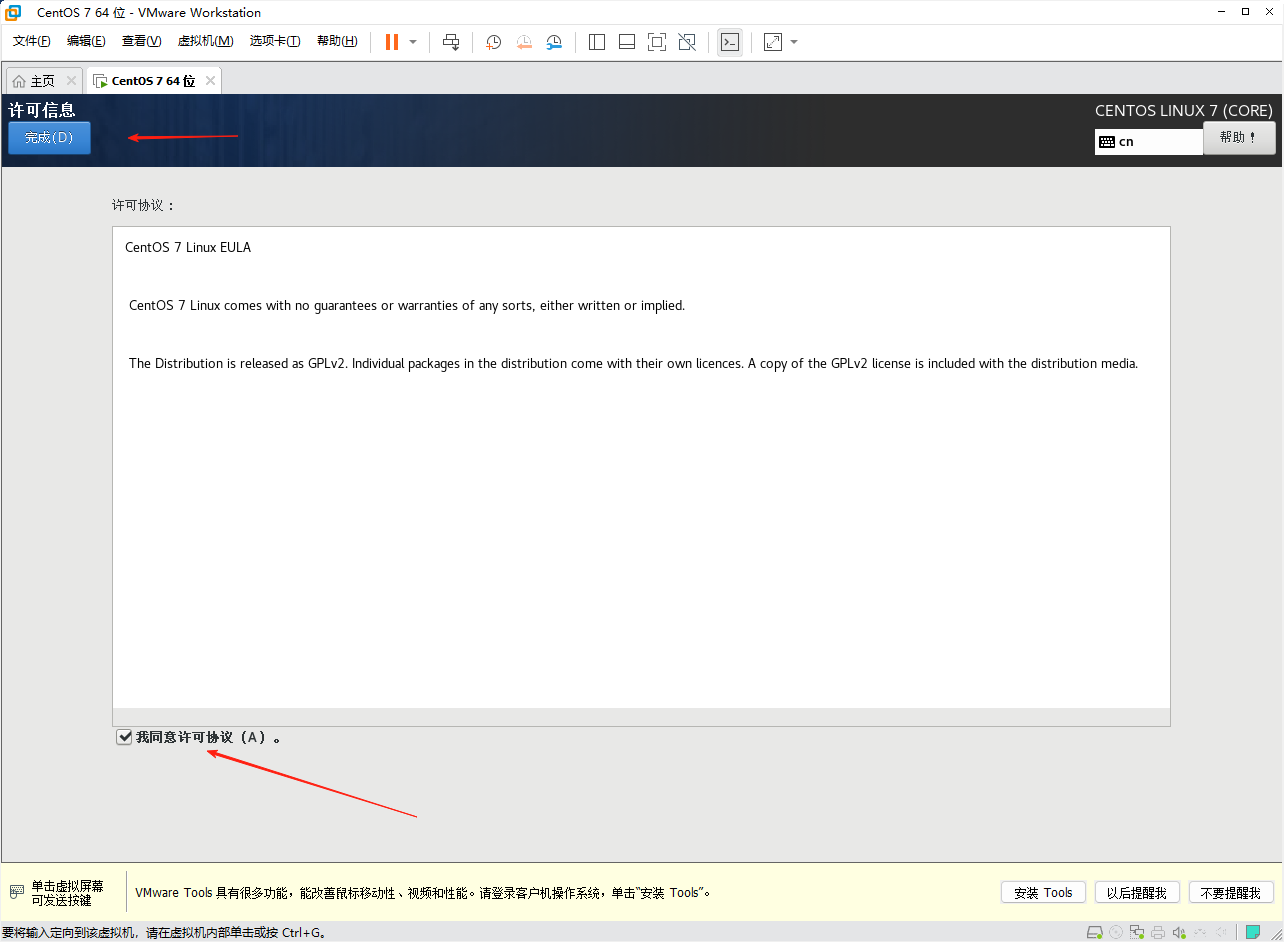 CentOS 7 64 位 - VMware Workstation
文件(F) 编辑(E) 查看(V) 虚拟机(M) 选项卡(T) 帮助(H)
主页 CentOS 7 64 位
许可信息
CENTOS LINUX 7 (CORE)
完成(D)
cn
帮助！
许可协议：
CentOS 7 Linux EULA
CentOS 7 Linux comes with no guarantees or warranties of any sorts, either written or implied.
The Distribution is released as GPLv2. Individual packages in the distribution come with their own licences. A copy of the GPLv2 license is included with the distribution media.
我同意许可协议（A）。
单击虚拟屏幕
可发送按键
VMware Tools 具有很多功能，能改善鼠标移动性、视频和性能。请登录客户机操作系统，单击“安装 Tools”。
安装 Tools 以后提醒我 不要提醒我
要将输入定向到该虚拟机，请在虚拟机内部单击或按 Ctrl+G。